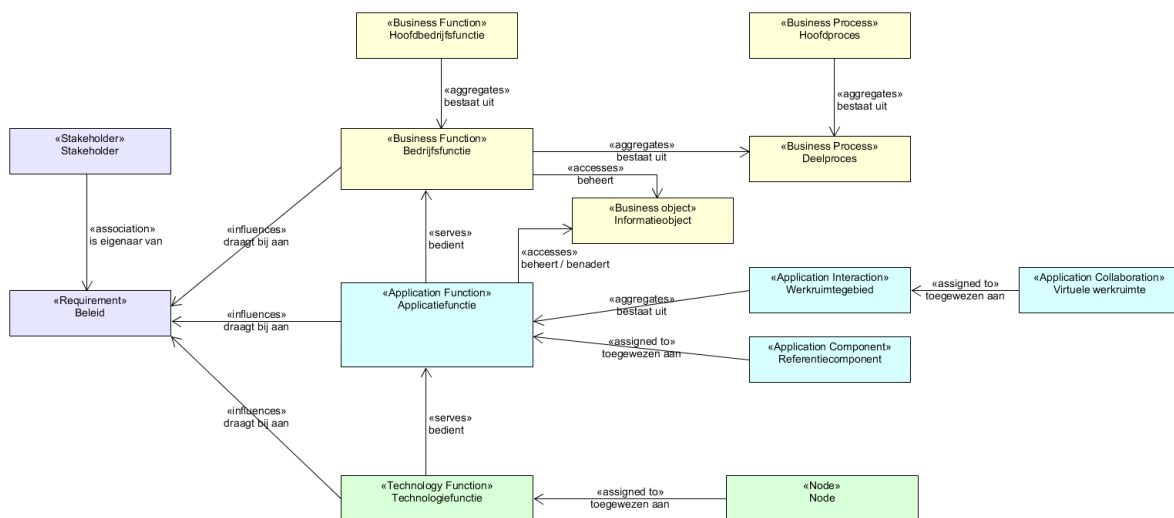 «Business Function»
Hoofdbedrijfsfunctie
«Business Process»
Hoofdproces
«aggregates»
bestaat uit
«aggregates»
bestaat uit
«Stakeholder»
Stakeholder
«Business Function»
Bedrijfsfunctie
«aggregates»
bestaat uit
«Business Process»
Deelproces
«accesses»
beheert
«Business object»
Informatieobject
«association»
is eigenaar van
«influences»
draagt bij aan
«serves»
bedient
«accesses»
beheert / benadert
«Requirement»
Beleid
«Application Function»
Applicatiefunctie
«aggregates»
bestaat uit
«Application Interaction»
Werkruimtegebied
«assigned to»
toegewezen aan
«Application Collaboration»
Virtuele werkruimte
«influences»
draagt bij aan
«assigned to»
toegewezen aan
«Application Component»
Referentiecomponent
«influences»
draagt bij aan
«serves»
bedient
«Technology Function»
Technologiefunctie
«assigned to»
toegewezen aan
«Node»
Node